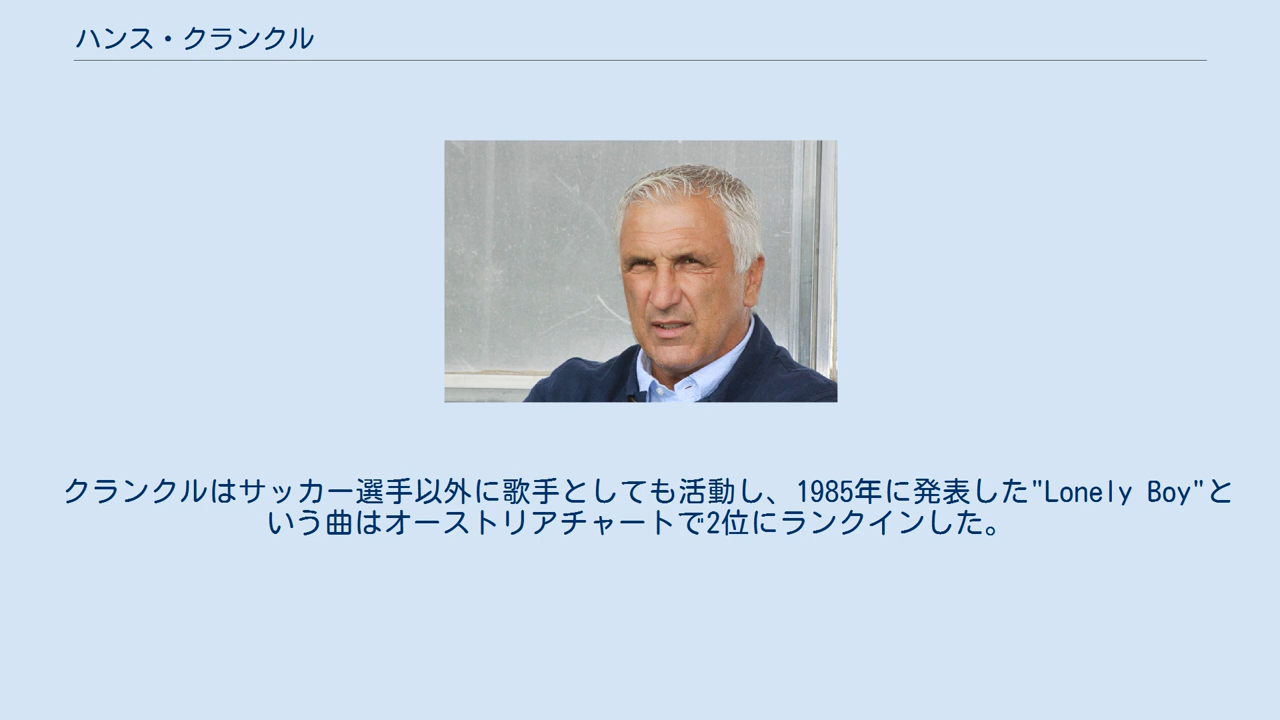 ハンス・クランクル
クランクルはサッカー選手以外に歌手としても活動し、1985年に発表した"Lonely Boy"と
いう曲はオーストリアチャートで2位にランクインした。